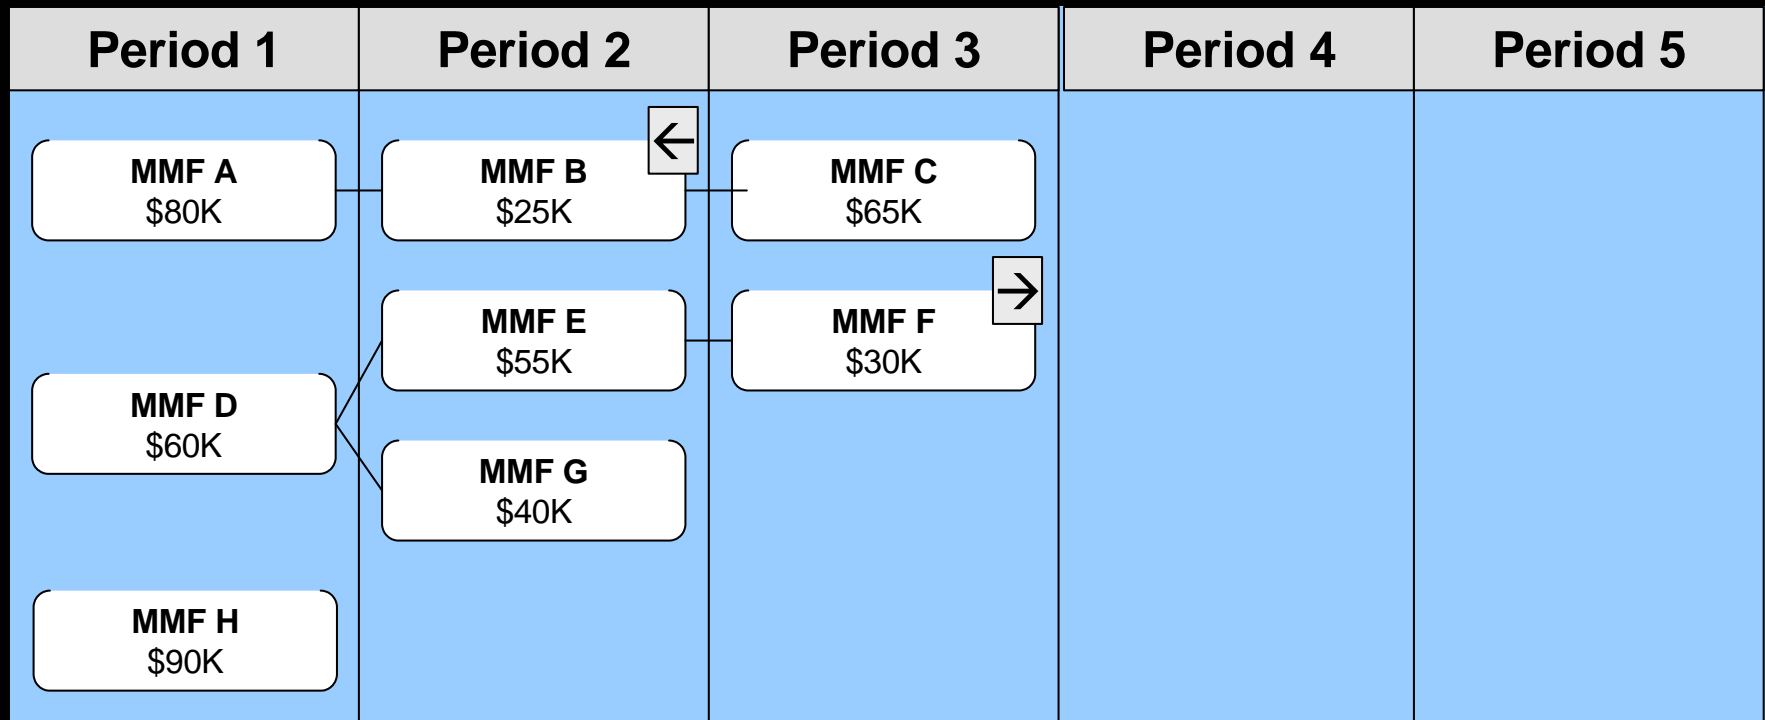 Period 1
Period 2
Period 3
Period 4
Period 5
MMF A
$80K
MMF B
$25K
←
MMF C
$65K
MMF E
$55K
MMF F
$30K
→
MMF D
$60K
MMF G
$40K
MMF H
$90K